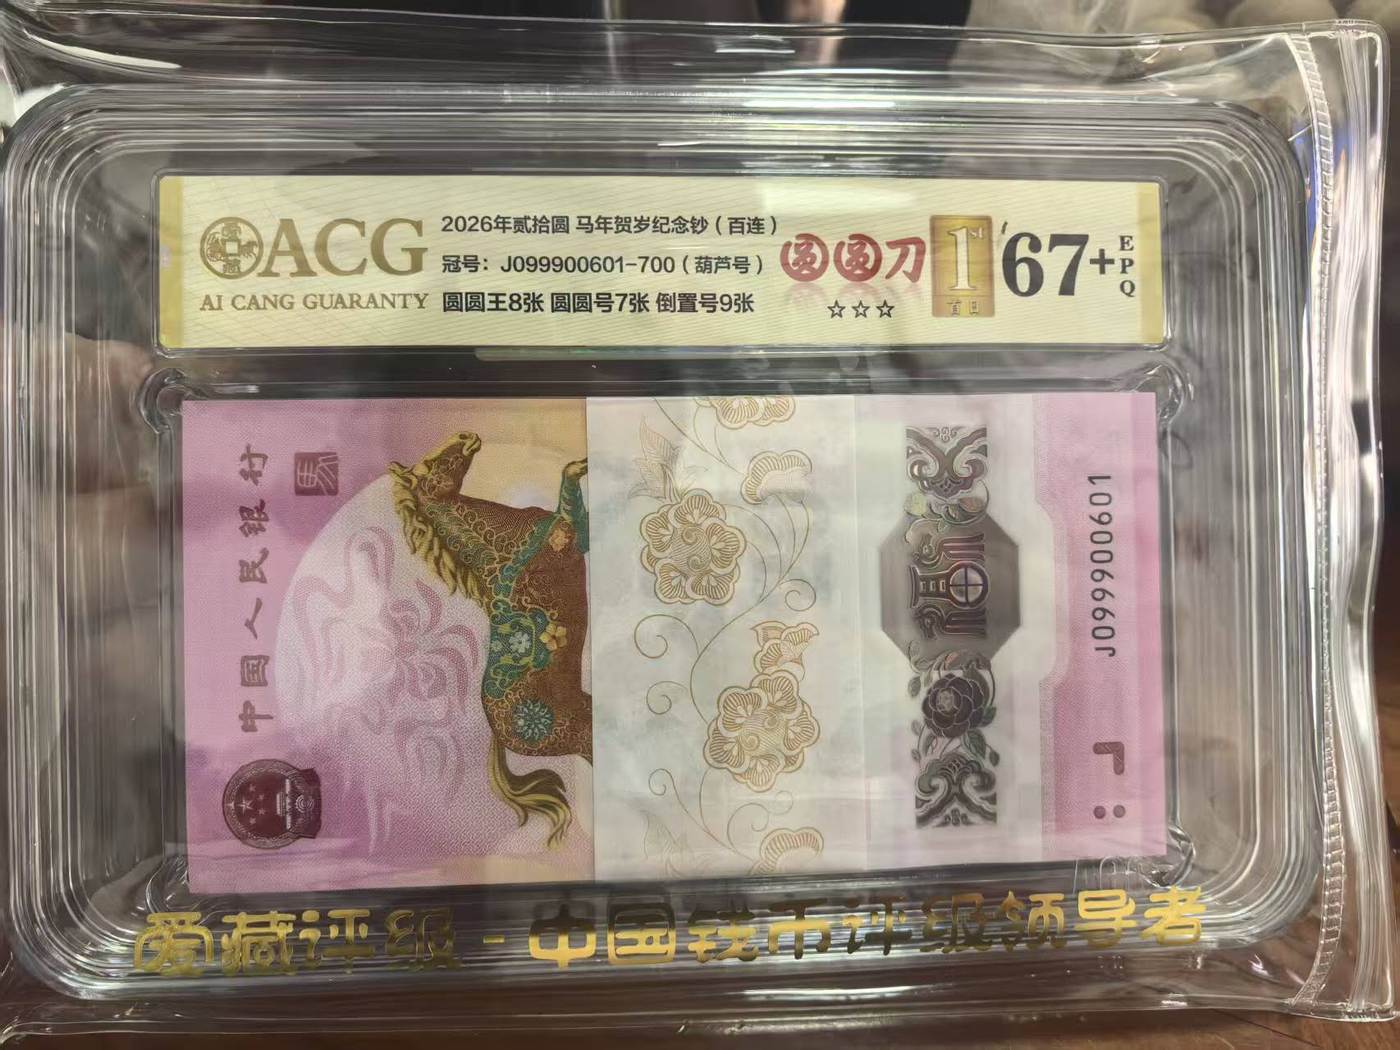 ACG
AI CANG GUARANTY
2026年贰拾圆 马年贺岁纪念钞（百连）
冠号：J099900601-700（葫芦号）
圆圆王8张 圆圆号7张 倒置号9张
圆圆刀
☆☆☆
1st
首日
67+
EPQ
中国人民银行
馬
福
J099900601
爱藏评级 - 中国钱币评级领导者